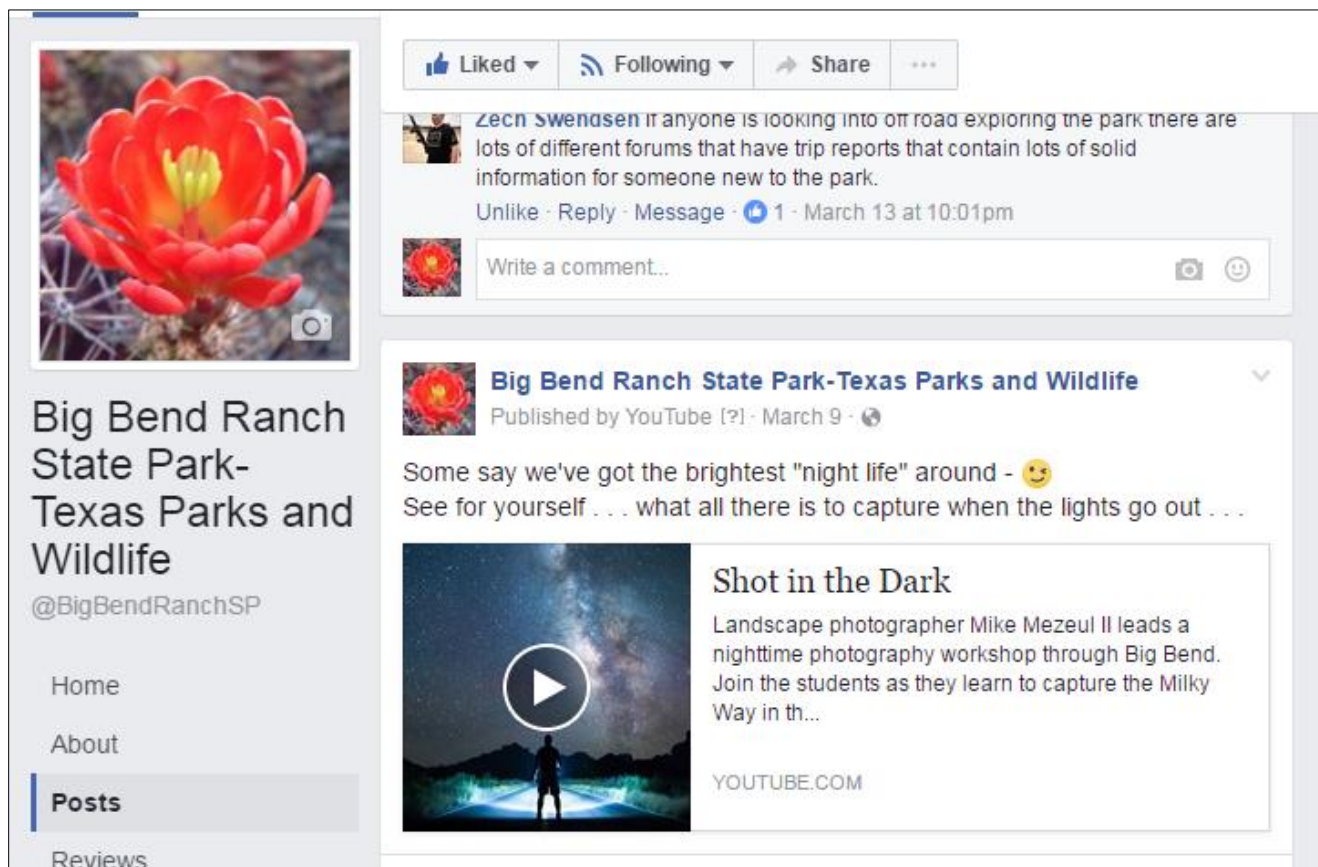 Liked
Following
Share
Zech Swendsen If anyone is looking into off road exploring the park there are
lots of different forums that have trip reports that contain lots of solid
information for someone new to the park.
Unlike · Reply · Message · 1 · March 13 at 10:01pm
Write a comment...
Big Bend Ranch
State Park-
Texas Parks and
Wildlife
@BigBendRanchSP
Home
About
Posts
Reviews
Big Bend Ranch State Park-Texas Parks and Wildlife
Published by YouTube [?] · March 9 ·
Some say we've got the brightest "night life" around - 😉
See for yourself . . . what all there is to capture when the lights go out . . .
Shot in the Dark
Landscape photographer Mike Mezeul II leads a
nighttime photography workshop through Big Bend.
Join the students as they learn to capture the Milky
Way in th...
YOUTUBE.COM